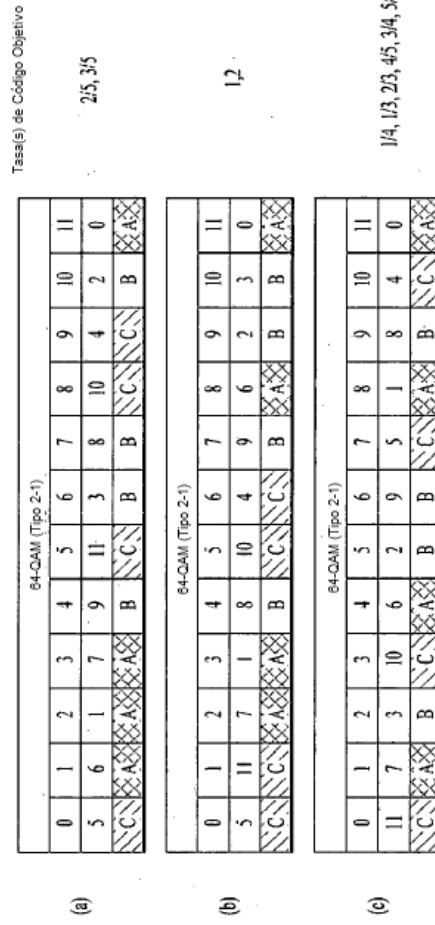 Tasa(s) de Código Objetivo
64-QAM (Tipo 2-1)
(a)
0 1 2 3 4 5 6 7 8 9 10 11
5 6 1 7 9 11 3 8 10 4 2 0
C A A A B C B B C C B A
2/5, 3/5
64-QAM (Tipo 2-1)
(b)
0 1 2 3 4 5 6 7 8 9 10 11
5 11 7 1 8 10 4 9 6 2 3 0
C C A A B C C B A B B A
1,2
64-QAM (Tipo 2-1)
(c)
0 1 2 3 4 5 6 7 8 9 10 11
11 7 3 10 6 2 9 5 1 8 4 0
C A B C A B B C A B C A
1/4, 1/3, 2/3, 4/5, 3/4,